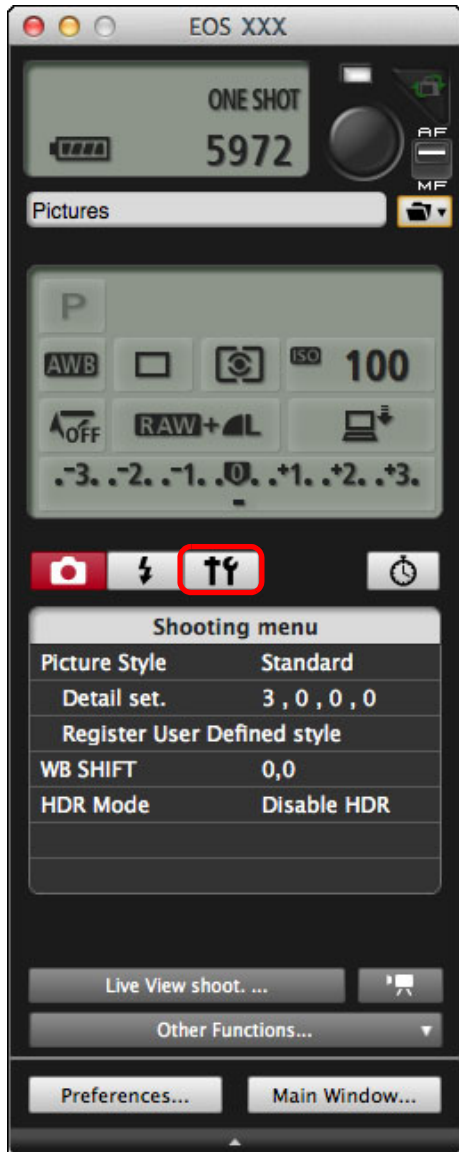 EOS XXX
ONE SHOT
5972
AF
MF
Pictures
P
AWB
ISO 100
OFF RAW+L
.-3. .-2. .-1. .0. .+1. .+2. .+3.
Shooting menu
Picture Style Standard
Detail set. 3 , 0 , 0 , 0
Register User Defined style
WB SHIFT 0,0
HDR Mode Disable HDR
Live View shoot. ...
Other Functions...
Preferences... Main Window...